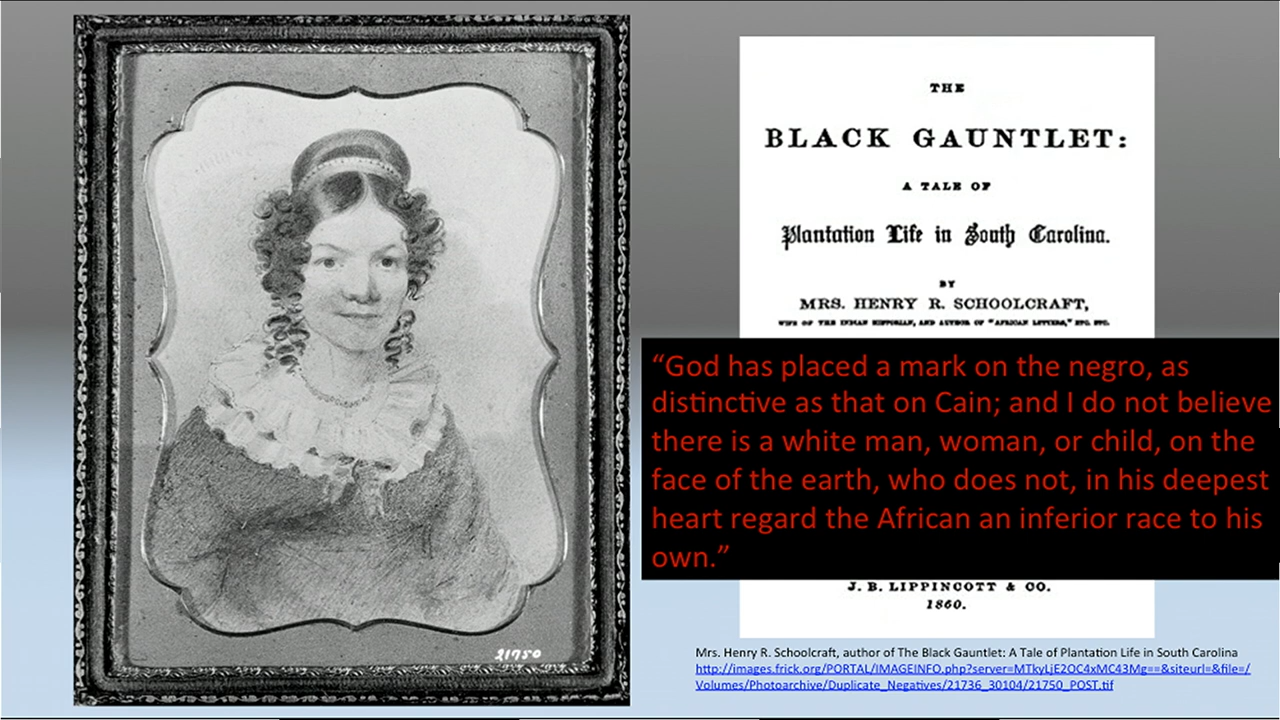 21750
THE
BLACK GAUNTLET:
A TALE OF
Plantation Life in South Carolina.
BY
MRS. HENRY R. SCHOOLCRAFT,
WIFE OF THE INDIAN HISTORIAN, AND AUTHOR OF "AFRICAN LETTERS," ETC. ETC.
“God has placed a mark on the negro, as
distinctive as that on Cain; and I do not believe
there is a white man, woman, or child, on the
face of the earth, who does not, in his deepest
heart regard the African an inferior race to his
own.”
J. B. LIPPINCOTT & CO.
1860.
Mrs. Henry R. Schoolcraft, author of The Black Gauntlet: A Tale of Plantation Life in South Carolina
http://images.frick.org/PORTAL/IMAGEINFO.php?server=MTkyLjE2OC4xMC43Mg==&siteurl=&file=/
Volumes/Photoarchive/Duplicate_Negatives/21736_30104/21750_POST.tif